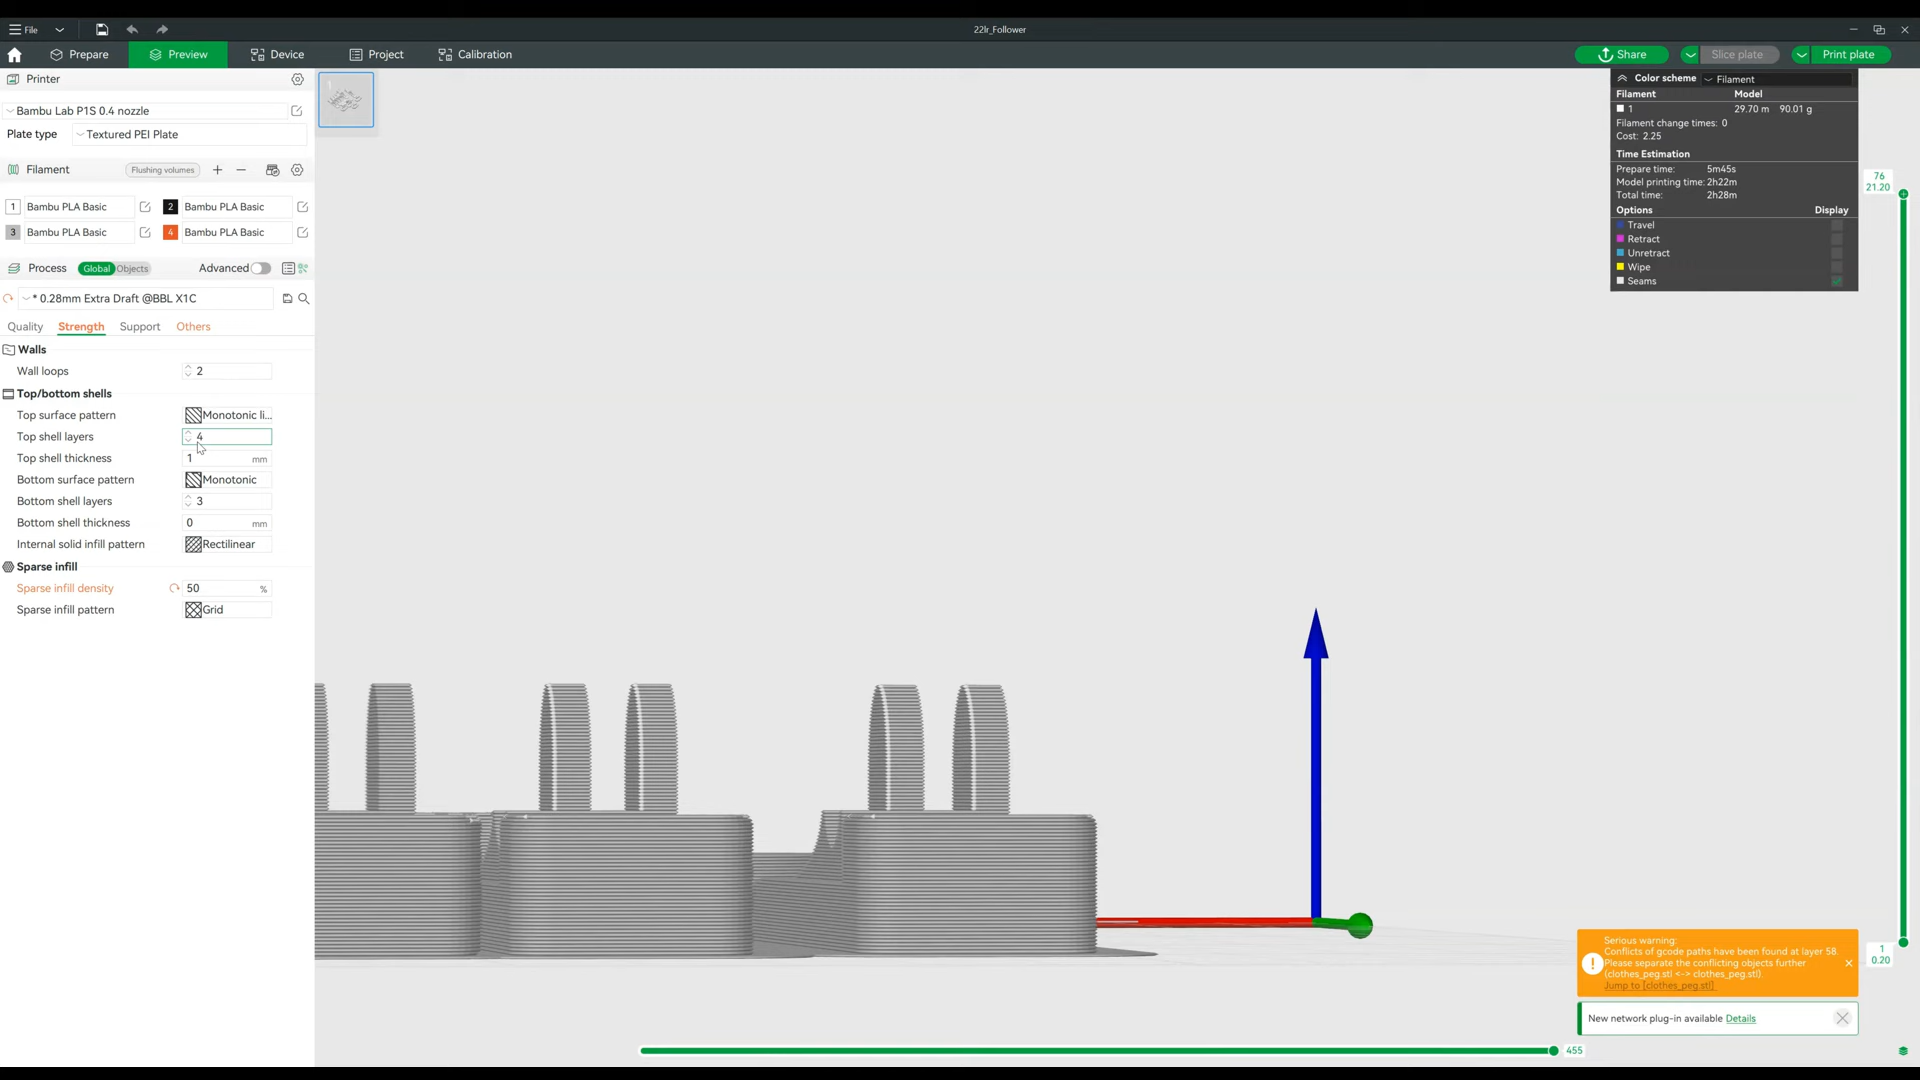 File
22lr_Follower
Prepare
Preview
Device
Project
Calibration
Share
Slice plate
Print plate
Printer
Bambu Lab P1S 0.4 nozzle
Plate type
Textured PEI Plate
Filament
Flushing volumes
1 Bambu PLA Basic
2 Bambu PLA Basic
3 Bambu PLA Basic
4 Bambu PLA Basic
Process
Global Objects
Advanced
* 0.28mm Extra Draft @BBL X1C
Quality
Strength
Support
Others
Walls
Wall loops 2
Top/bottom shells
Top surface pattern Monotonic li...
Top shell layers 4
Top shell thickness 1 mm
Bottom surface pattern Monotonic
Bottom shell layers 3
Bottom shell thickness 0 mm
Internal solid infill pattern Rectilinear
Sparse infill
Sparse infill density 50 %
Sparse infill pattern Grid
Color scheme Filament
Filament Model
1 29.70 m 90.01 g
Filament change times: 0
Cost: 2.25
Time Estimation
Prepare time: 5m45s
Model printing time: 2h22m
Total time: 2h28m
Options Display
Travel
Retract
Unretract
Wipe
Seams
76
21.20
1
0.20
Serious warning:
Conflicts of gcode paths have been found at layer 58.
Please separate the conflicting objects further
(clothes_peg.stl <-> clothes_peg.stl).
Jump to [clothes_peg.stl]
New network plug-in available Details
455